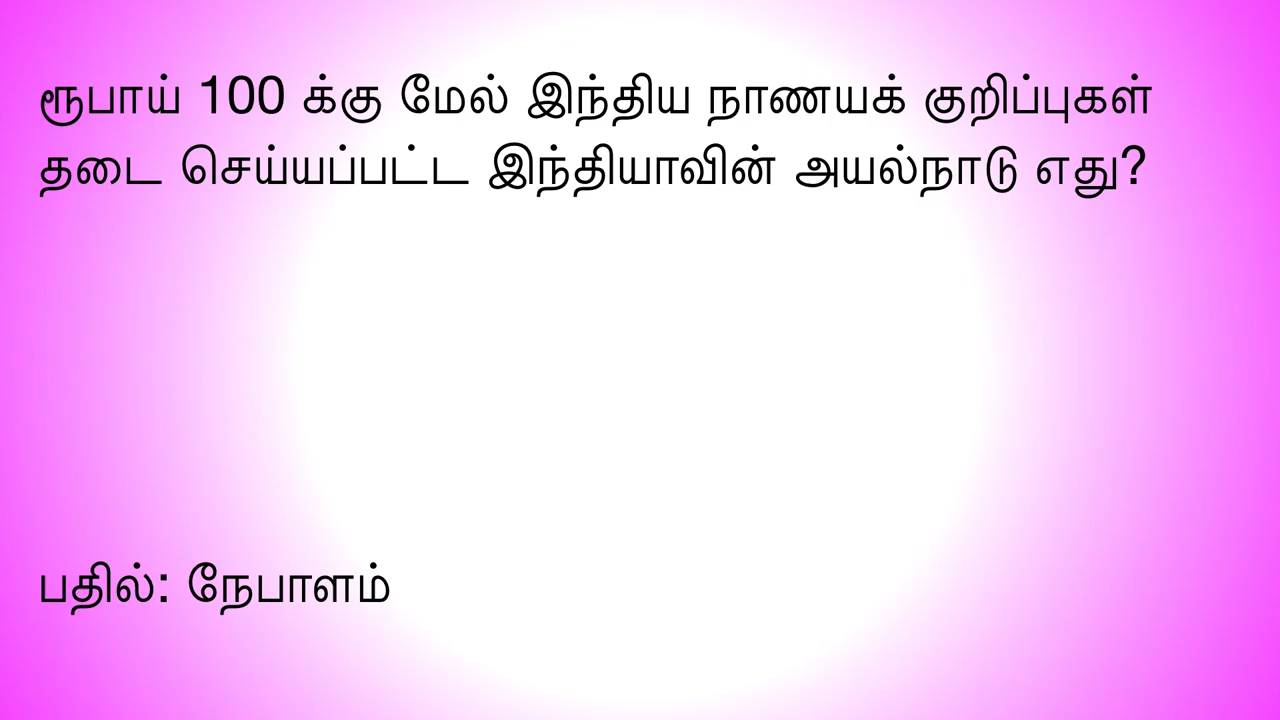 ரூபாய் 100 க்கு மேல் இந்திய நாணயக் குறிப்புகள்
தடை செய்யப்பட்ட இந்தியாவின் அயல்நாடு எது?
பதில்: நேபாளம்